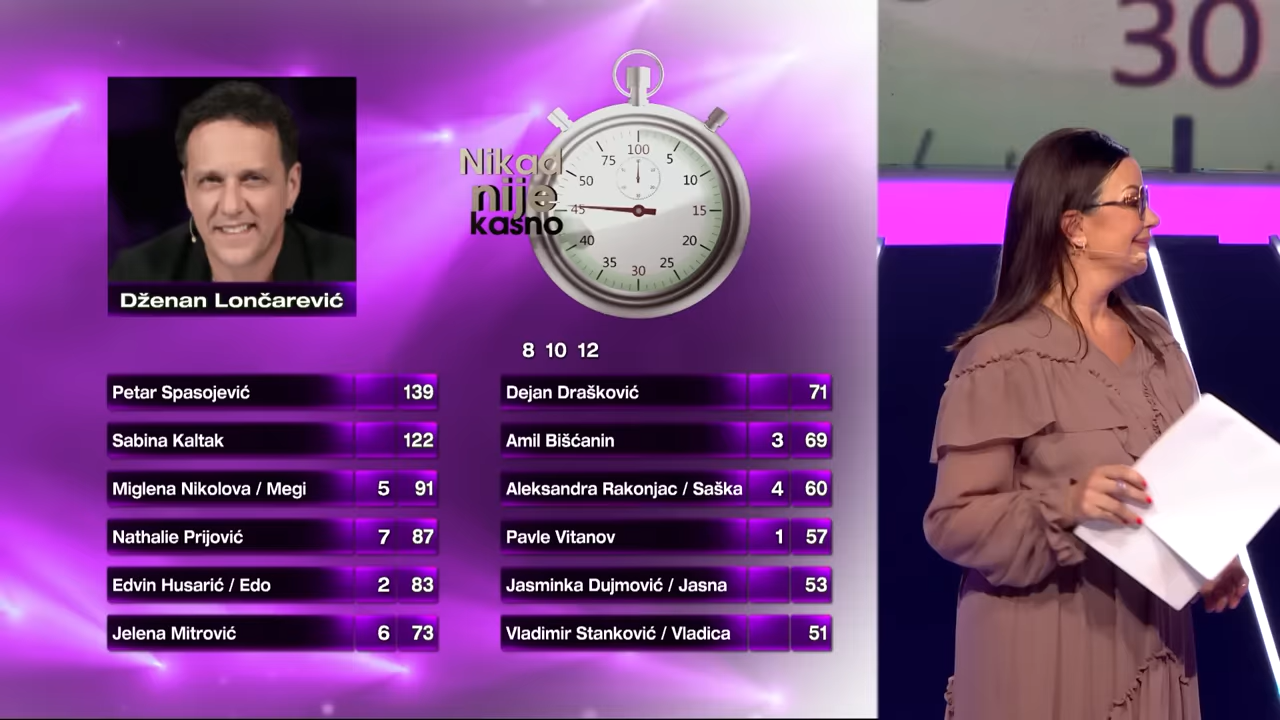 Dženan Lončarević
Nikad
nije
kasno
100
5
10
15
20
25
30
35
40
45
50
75
8 10 12
Petar Spasojević 139
Sabina Kaltak 122
Miglena Nikolova / Megi 5 91
Nathalie Prijović 7 87
Edvin Husarić / Edo 2 83
Jelena Mitrović 6 73
Dejan Drašković 71
Amil Bišćanin 3 69
Aleksandra Rakonjac / Saška 4 60
Pavle Vitanov 1 57
Jasminka Dujmović / Jasna 53
Vladimir Stanković / Vladica 51
30